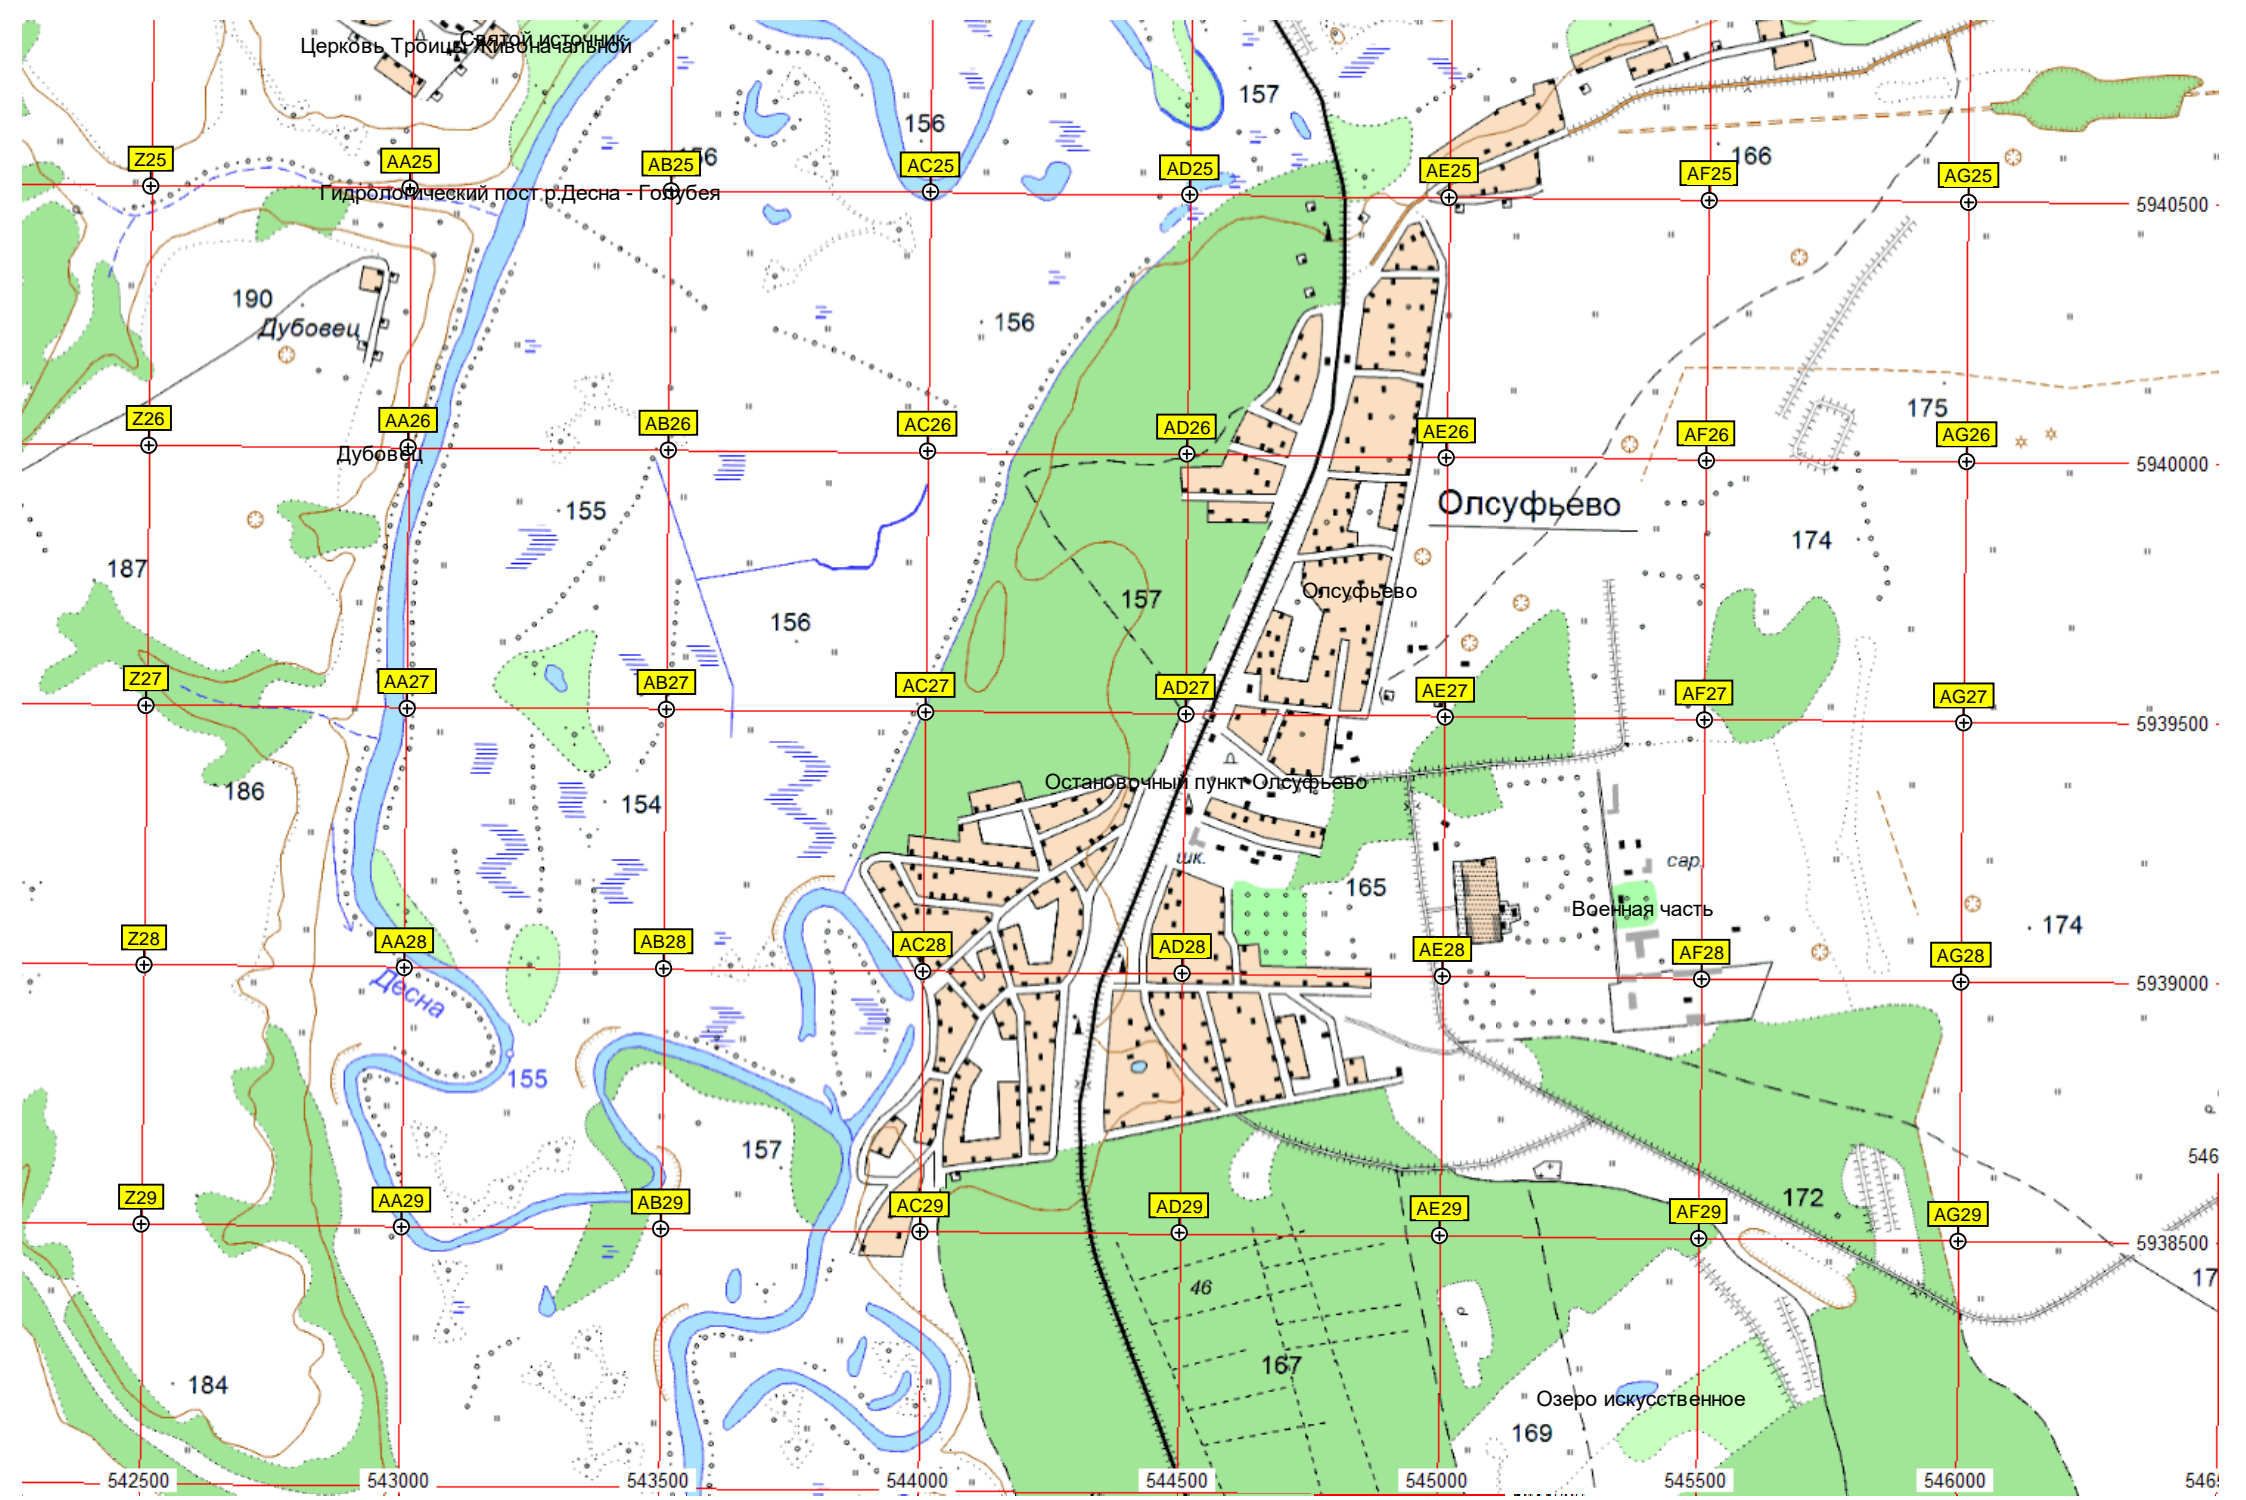 Святой источник
Церковь Троицы Живоначальной
157
156
Z25
AA25
AB25
56
AC25
AD25
AE25
AF25
166
AG25
Гидрологический пост р.Десна - Голубея
5940500
190
Дубовец
156
Z26
AA26
AB26
AC26
AD26
AE26
AF26
175
AG26
Дубовец
5940000
155
Олсуфьево
187
174
Олсуфьево
157
156
Z27
AA27
AB27
AC27
AD27
AE27
AF27
AG27
5939500
186
154
Остановочный пункт Олсуфьево
шк.
сар.
165
Военная часть
Z28
AA28
AB28
AC28
AD28
AE28
AF28
AG28
174
Десна
5939000
155
157
546
Z29
AA29
AB29
AC29
AD29
AE29
AF29
172
AG29
5938500
46
17
167
184
Озеро искусственное
169
542500
543000
543500
544000
544500
545000
545500
546000
546